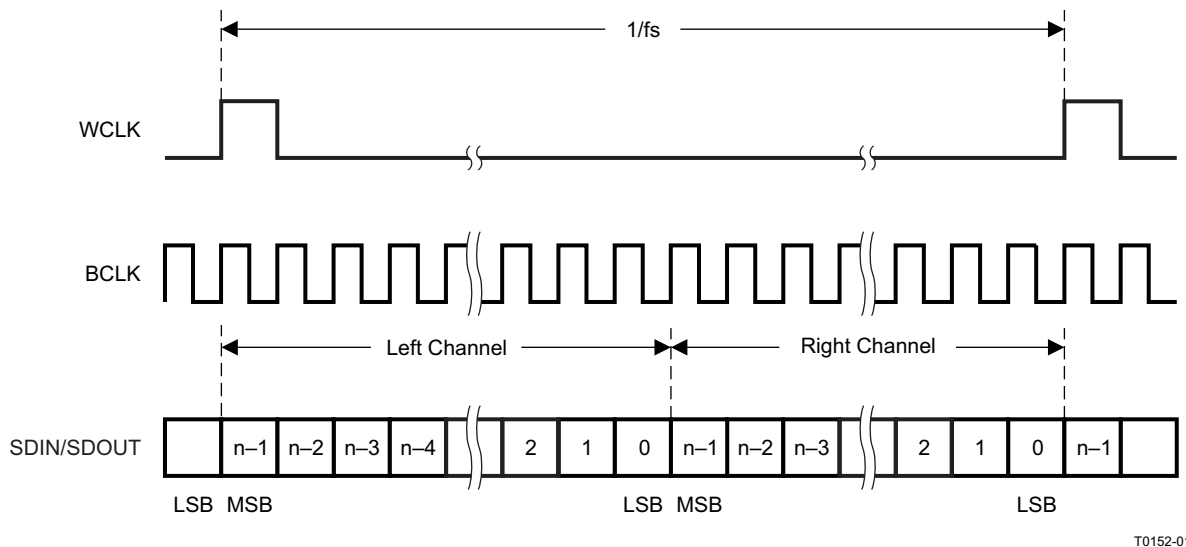 1/fs
WCLK
BCLK
Left Channel
Right Channel
SDIN/SDOUT
n–1 n–2 n–3 n–4 2 1 0 n–1 n–2 n–3 2 1 0 n–1
LSB MSB LSB MSB LSB
T0152-01